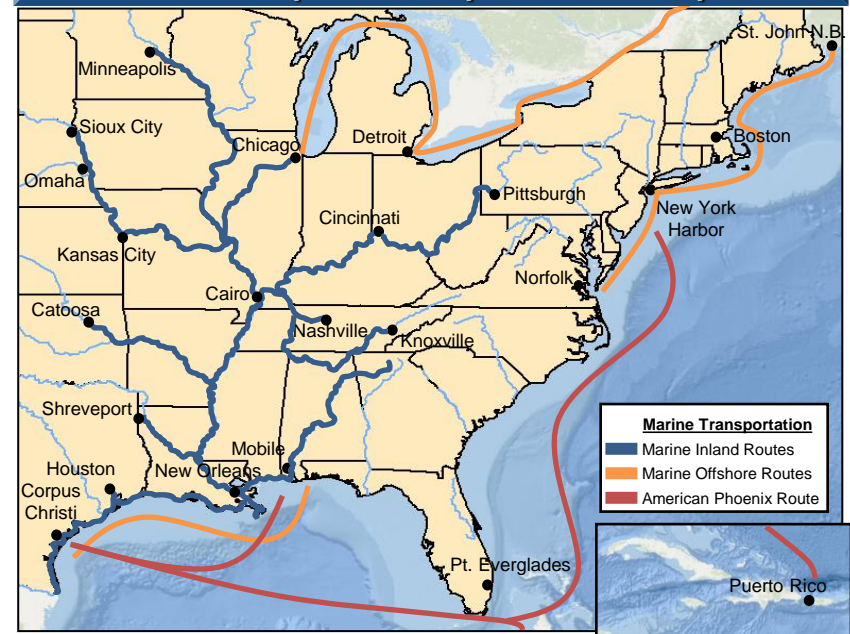 St. John N.B.
Minneapolis
Sioux City
Boston
Chicago
Detroit
Omaha
Pittsburgh
New York
Harbor
Cincinnati
Kansas City
Norfolk
Cairo
Catoosa
Nashville
Knoxville
Shreveport
Marine Transportation
Marine Inland Routes
Marine Offshore Routes
American Phoenix Route
Mobile
Houston
New Orleans
Corpus
Christi
Pt. Everglades
Puerto Rico